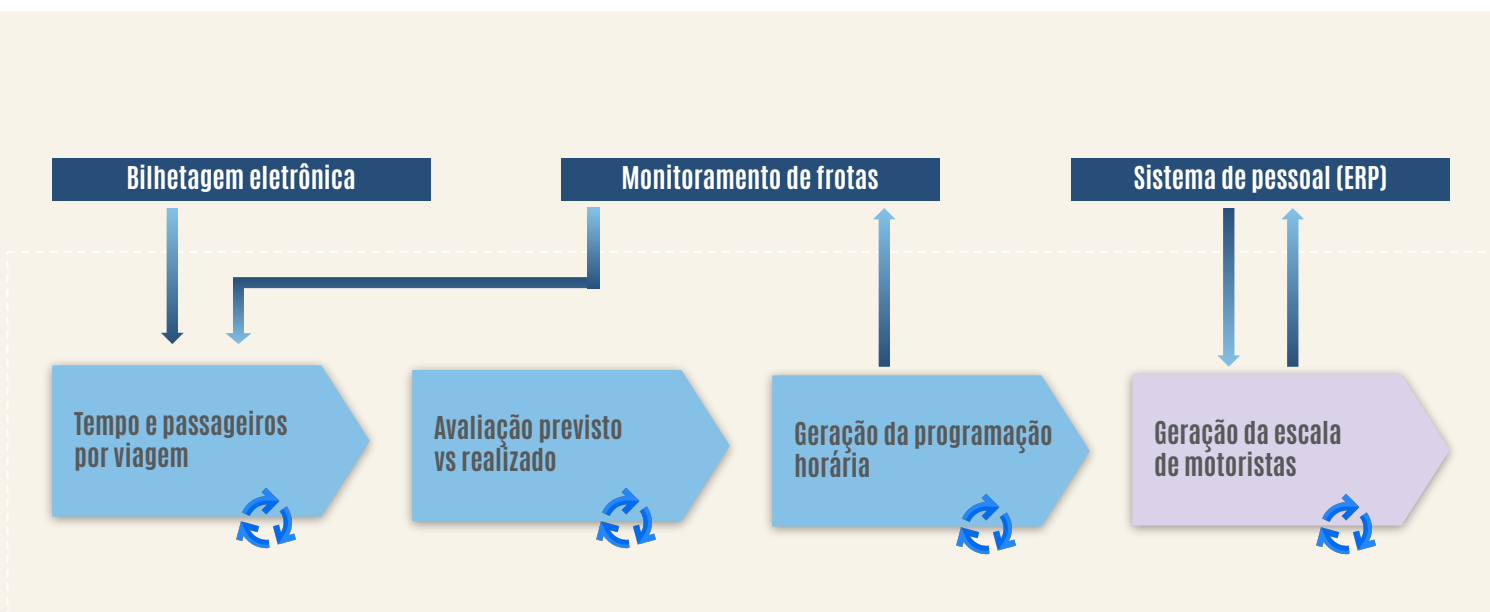 Bilhetagem eletrônica
Monitoramento de frotas
Sistema de pessoal (ERP)
Tempo e passageiros
por viagem
Avaliação previsto
vs realizado
Geração da programação
horária
Geração da escala
de motoristas